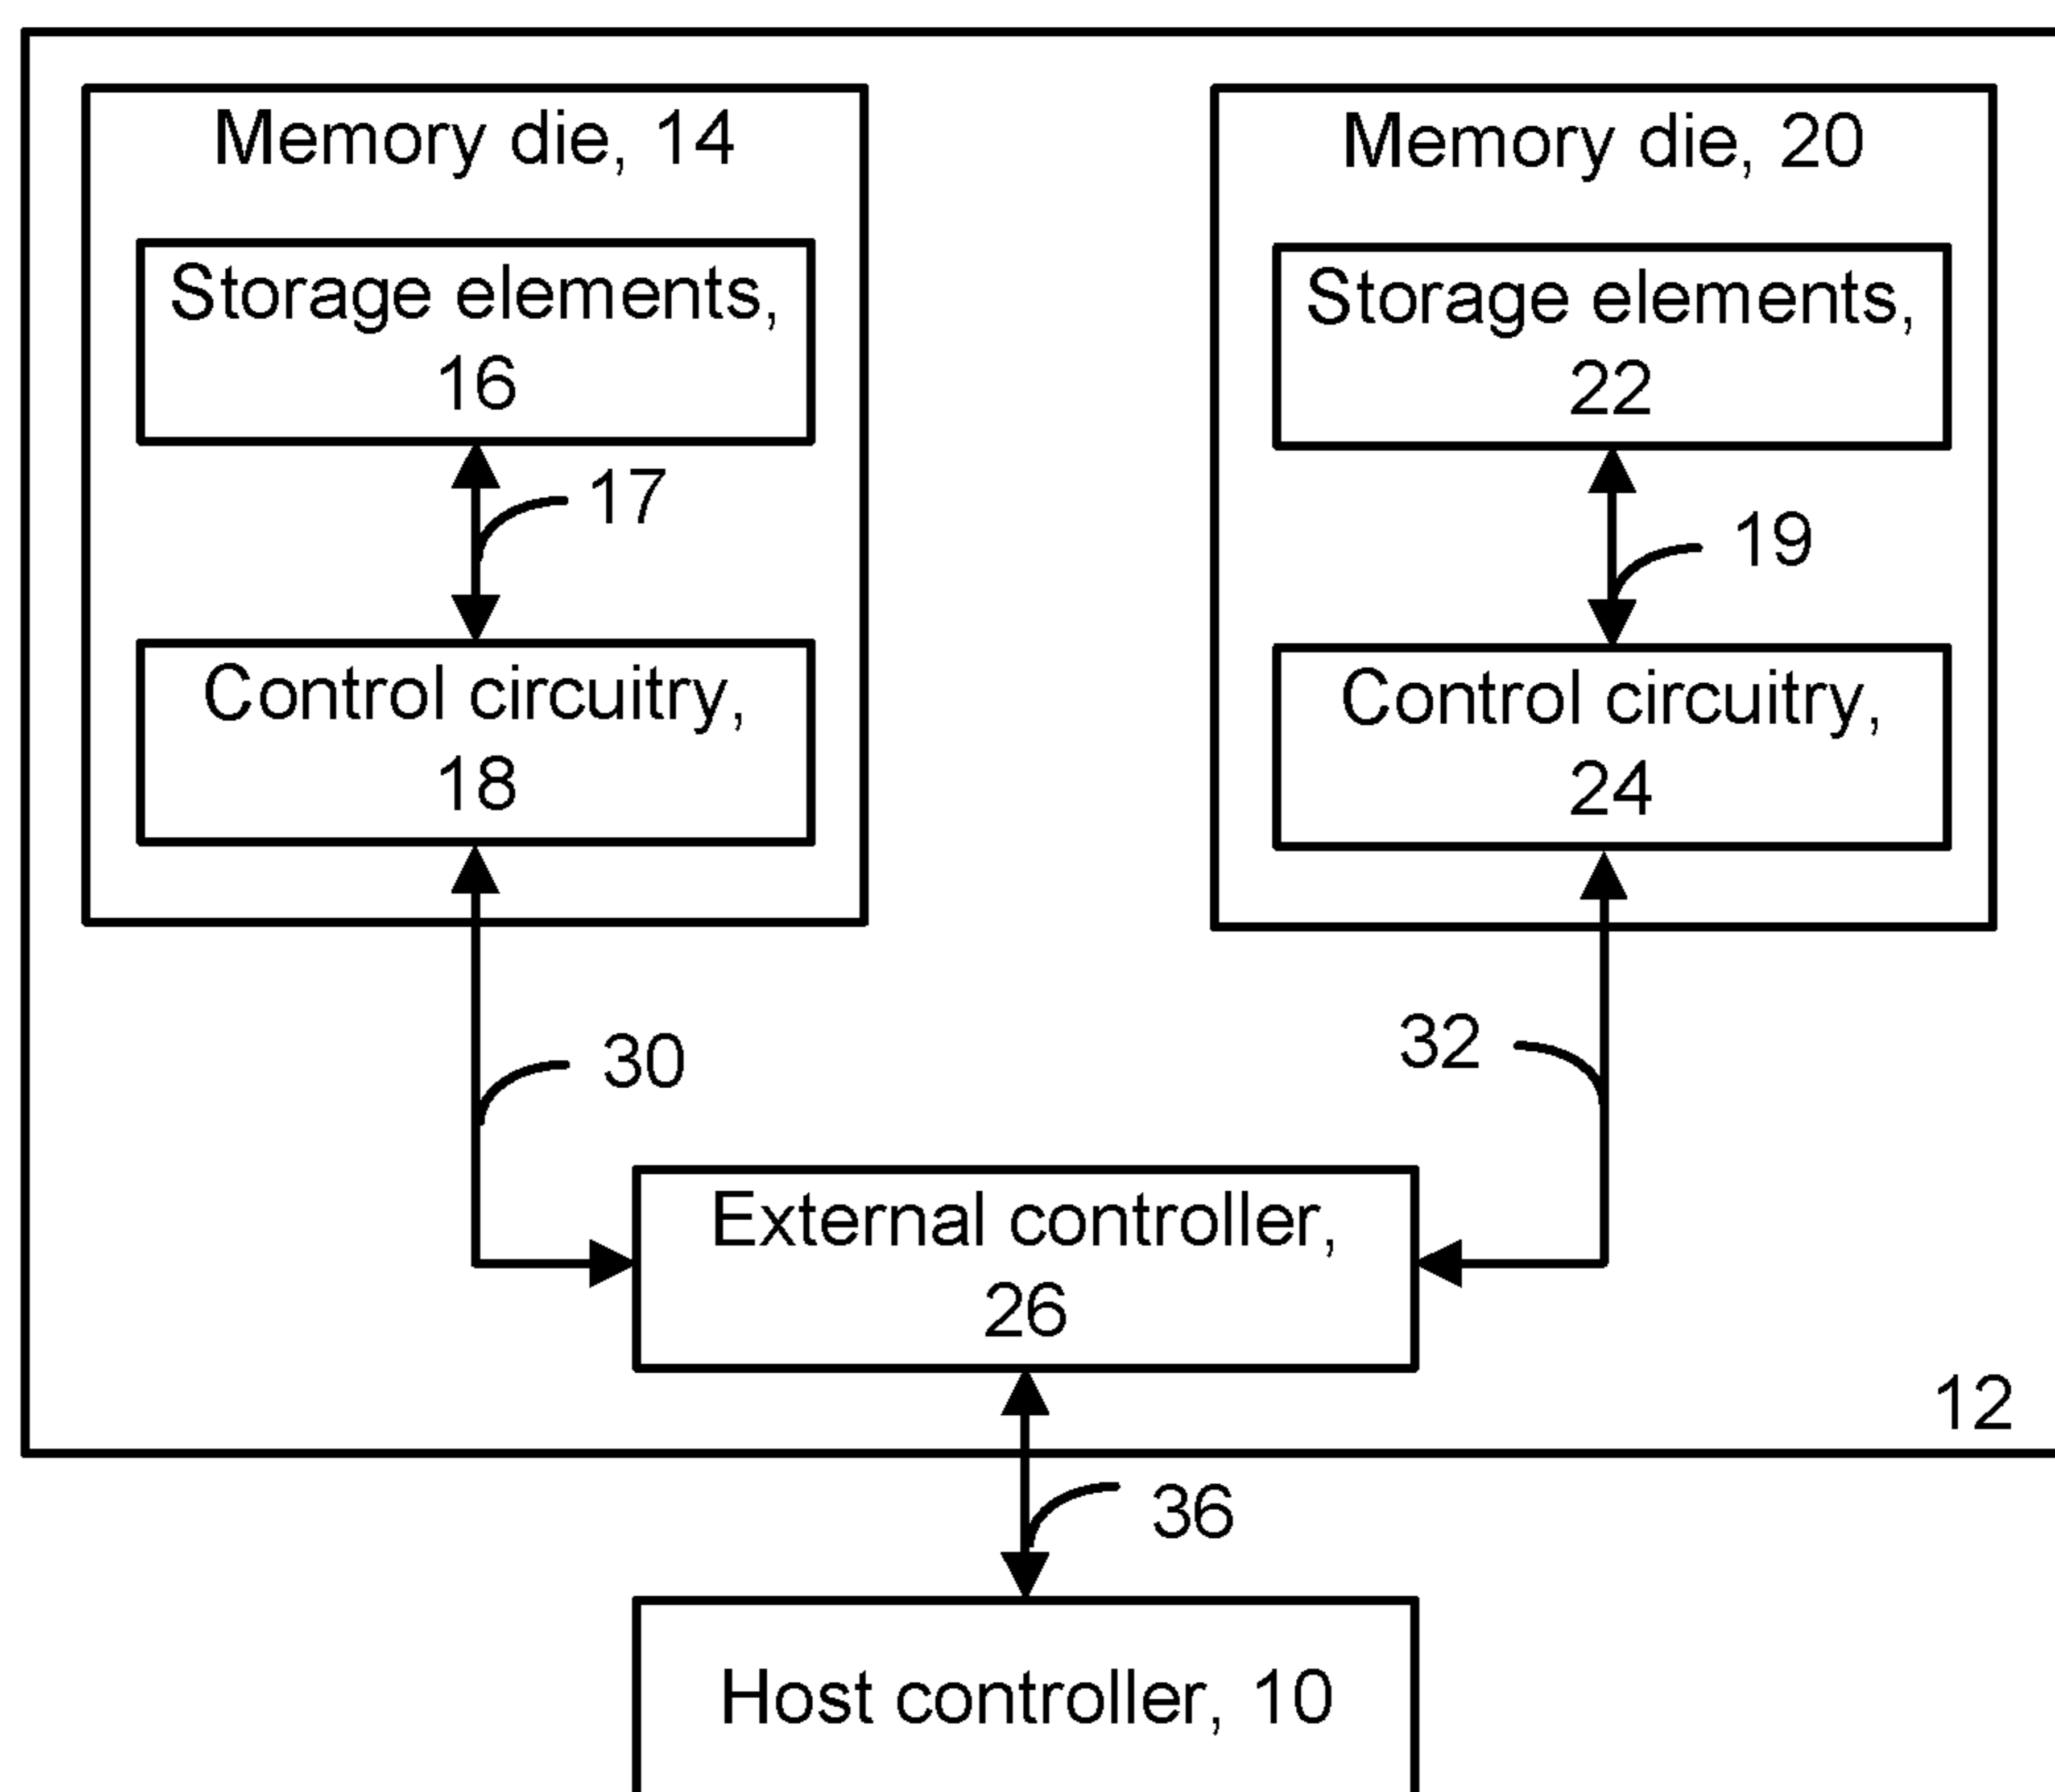 Memory die, 14
Storage elements,
16
17
Control circuitry,
18
Memory die, 20
Storage elements,
22
19
Control circuitry,
24
30
32
External controller,
26
12
36
Host controller, 10